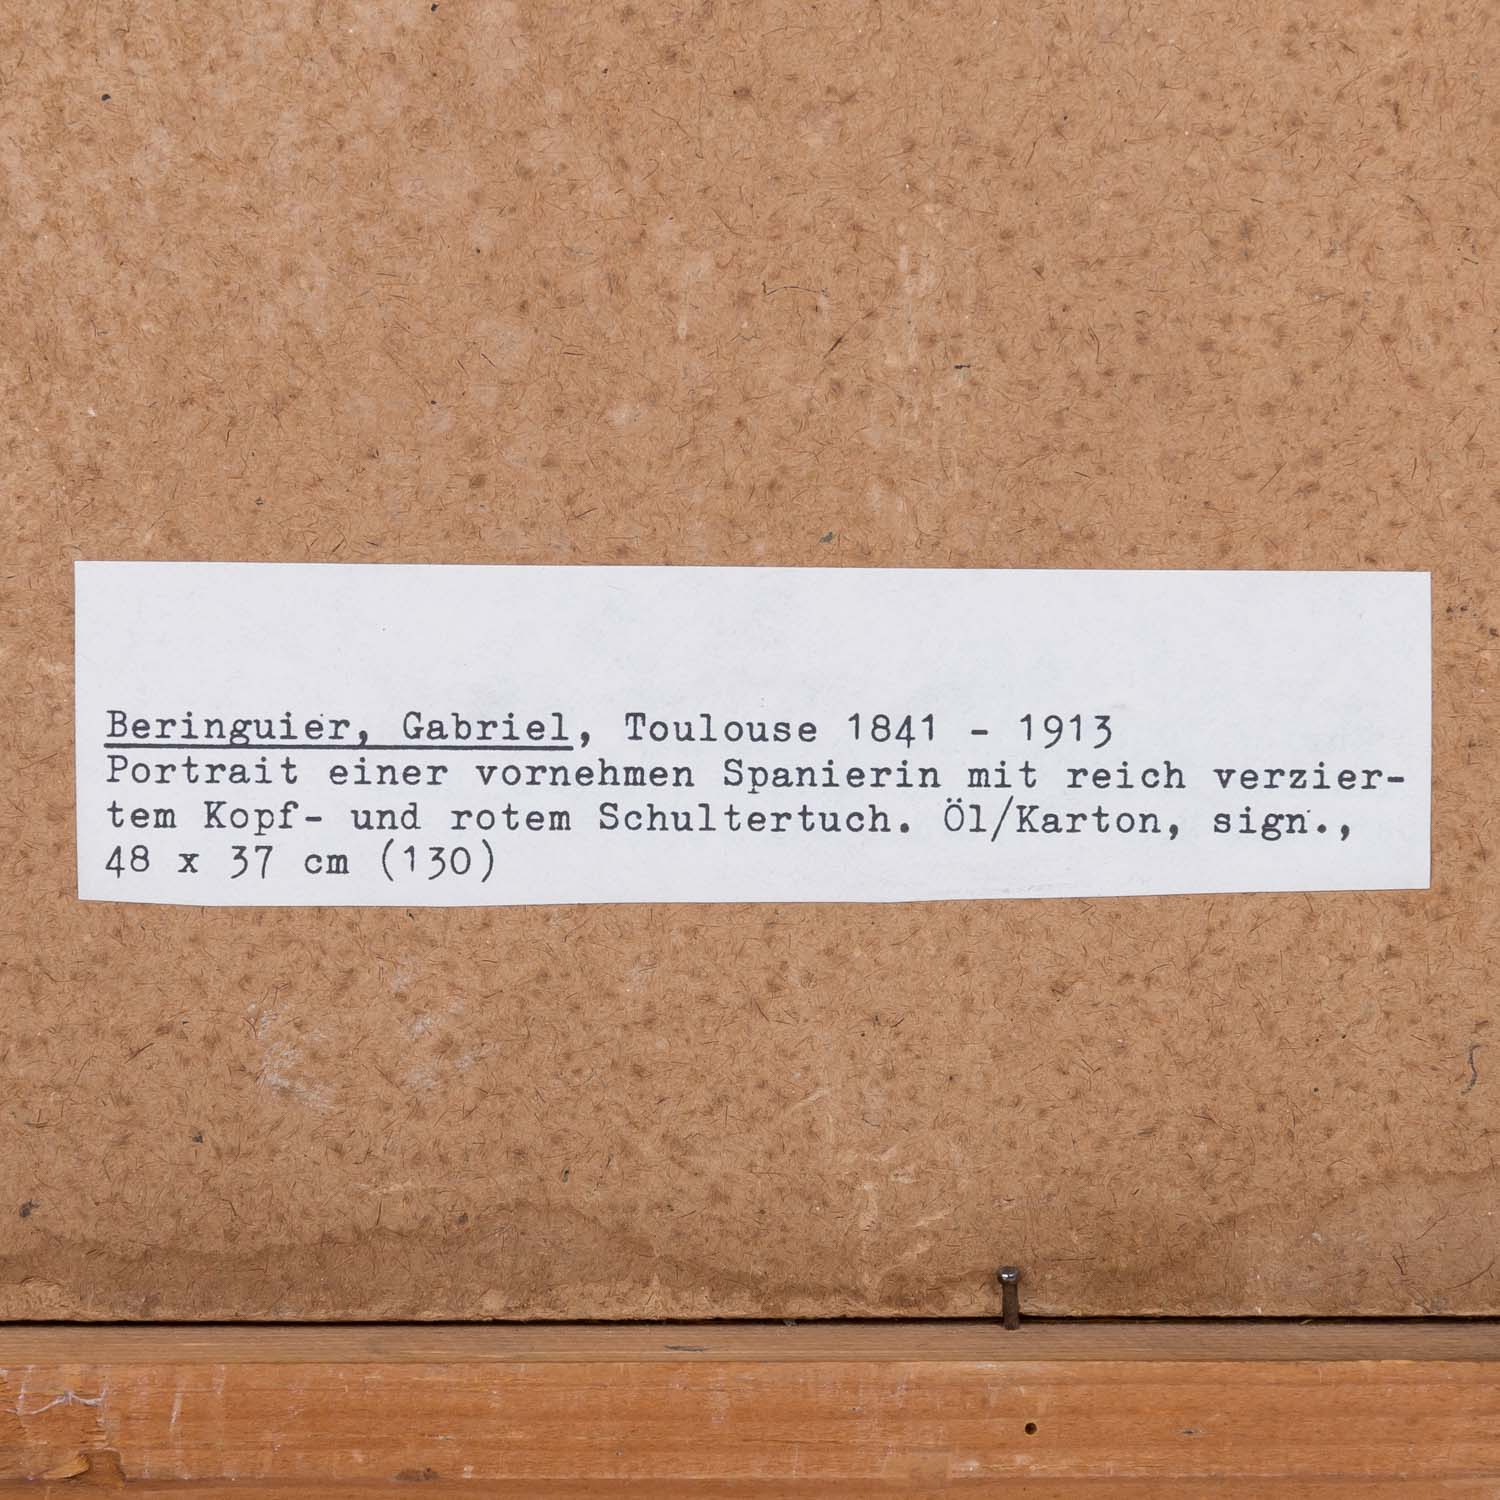 Beringuier, Gabriel, Toulouse 1841 - 1913
Portrait einer vornehmen Spanierin mit reich verzier-
tem Kopf- und rotem Schultertuch. Öl/Karton, sign.,
48 x 37 cm (130)